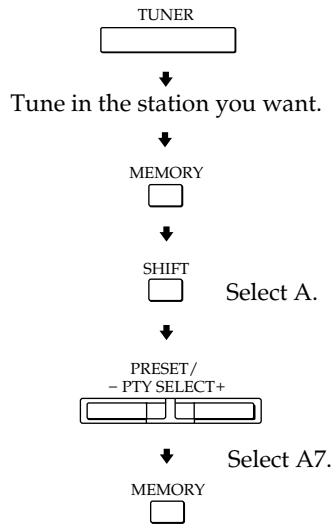 TUNER
Tune in the station you want.
MEMORY
SHIFT
Select A.
PRESET/
– PTY SELECT+
Select A7.
MEMORY